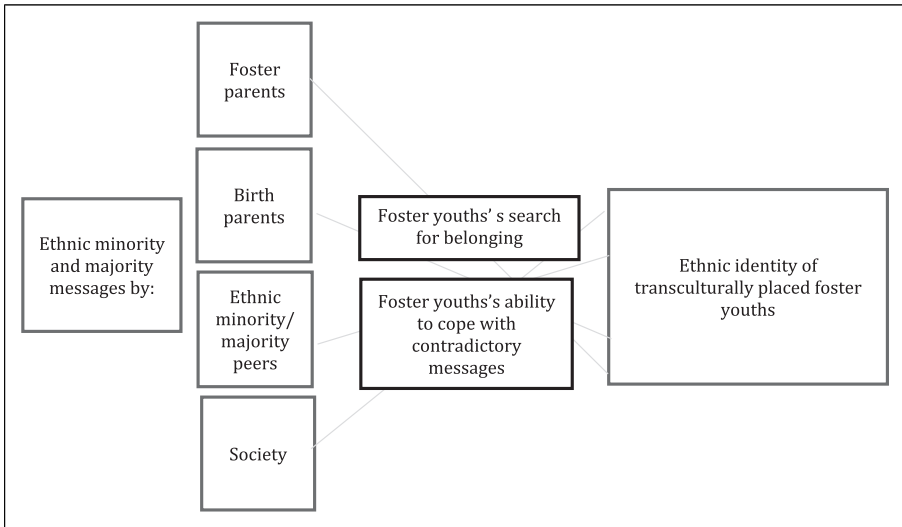 Ethnic minority
and majority
messages by:
Foster
parents
Birth
parents
Ethnic
minority/
majority
peers
Society
Foster youths' s search
for belonging
Foster youths's ability
to cope with
contradictory
messages
Ethnic identity of
transculturally placed foster
youths